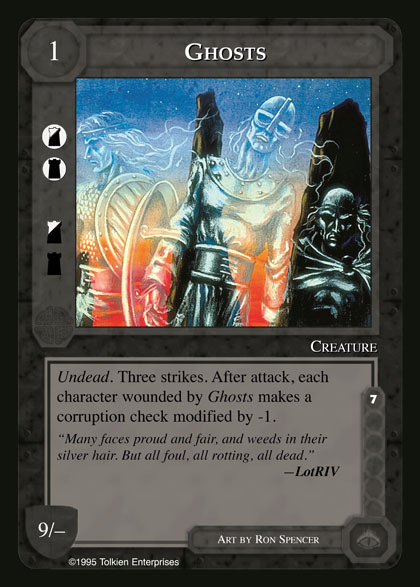 1
GHOSTS
CREATURE
Undead. Three strikes. After attack, each
character wounded by Ghosts makes a
corruption check modified by -1.
7
“Many faces proud and fair, and weeds in their
silver hair. But all foul, all rotting, all dead.”
—LotRIV
9/–
ART BY RON SPENCER
©1995 Tolkien Enterprises